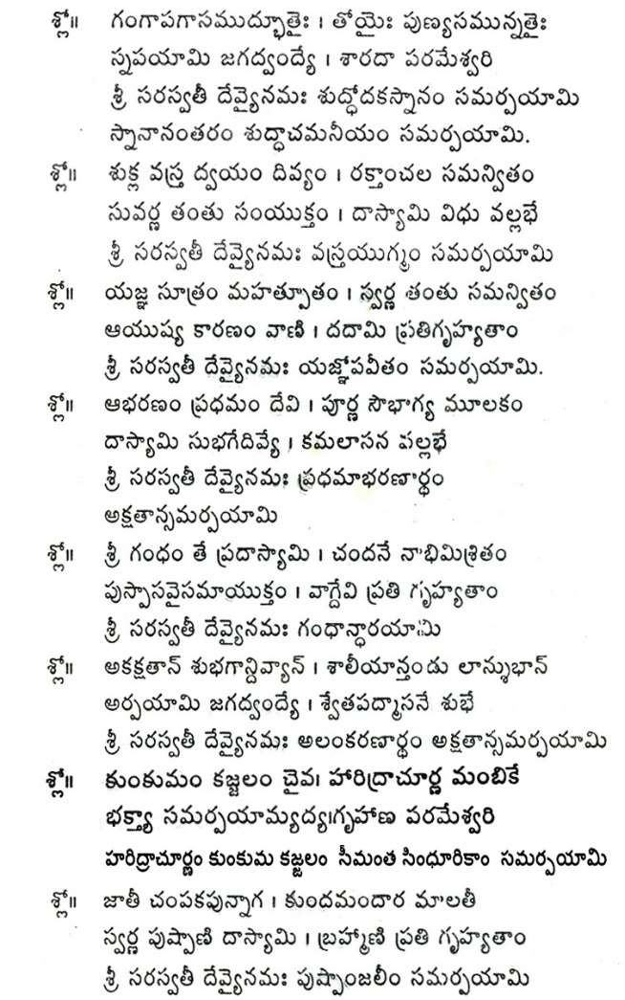 శ్లో॥ గంగాపగాసముద్భూతైః । తోయైః పుణ్యసమున్నతైః
స్నపయామి జగద్వంద్యే । శారదా పరమేశ్వరి
శ్రీ సరస్వతీ దేవ్యైనమః శుద్ధోదకస్నానం సమర్పయామి
స్నానానంతరం శుద్ధాచమనీయం సమర్పయామి.
శ్లో॥ శుక్ల వస్త్ర ద్వయం దివ్యం । రక్తాంచల సమన్వితం
సువర్ణ తంతు సంయుక్తం । దాస్యామి విధు వల్లభే
శ్రీ సరస్వతీ దేవ్యైనమః వస్త్రయుగ్మం సమర్పయామి
శ్లో॥ యజ్ఞ సూత్రం మహత్పూతం । స్వర్ణ తంతు సమన్వితం
ఆయుష్య కారణం వాణి । దదామి ప్రతిగృహ్యతాం
శ్రీ సరస్వతీ దేవ్యైనమః యజ్ఞోపవీతం సమర్పయామి.
శ్లో॥ ఆభరణం ప్రధమం దేవి । పూర్ణ సౌభాగ్య మూలకం
దాస్యామి సుభగేదివ్యే । కమలాసన పల్లభే
శ్రీ సరస్వతీ దేవ్యైనమః ప్రధమాభరణార్థం
అక్షతాన్సమర్పయామి
శ్లో॥ శ్రీ గంధం తే ప్రదాస్యామి । చందనే నాభిమిశ్రితం
పుస్పాసవైసమాయుక్తం । వాగ్దేవి ప్రతి గృహ్యతాం
శ్రీ సరస్వతీ దేవ్యైనమః గంధాన్ధారయామి
శ్లో॥ అకక్షతాన్ శుభగాన్దివ్యాన్ । శాలీయాన్తండు లాన్శుభాన్
అర్పయామి జగద్వంద్యే । శ్వేతపద్మాసనే శుభే
శ్రీ సరస్వతీ దేవ్యైనమః అలంకరణార్థం అక్షతాన్సమర్పయామి
శ్లో॥ కుంకుమం కజ్జలం చైవ। హారిద్రాచూర్ణ మంబికే
భక్త్యా సమర్పయామ్యద్య।గృహాణ పరమేశ్వరి
హరిద్రాచూర్ణం కుంకుమ కజ్జలం సీమంత సింధూరికాం సమర్పయామి
శ్లో॥ జాతీ చంపకపున్నాగ । కుందమందార మాలతీ
స్వర్ణ పుష్పాణి దాస్యామి । బ్రహ్మాణి ప్రతి గృహ్యతాం
శ్రీ సరస్వతీ దేవ్యైనమః పుష్పాంజలీం సమర్పయామి